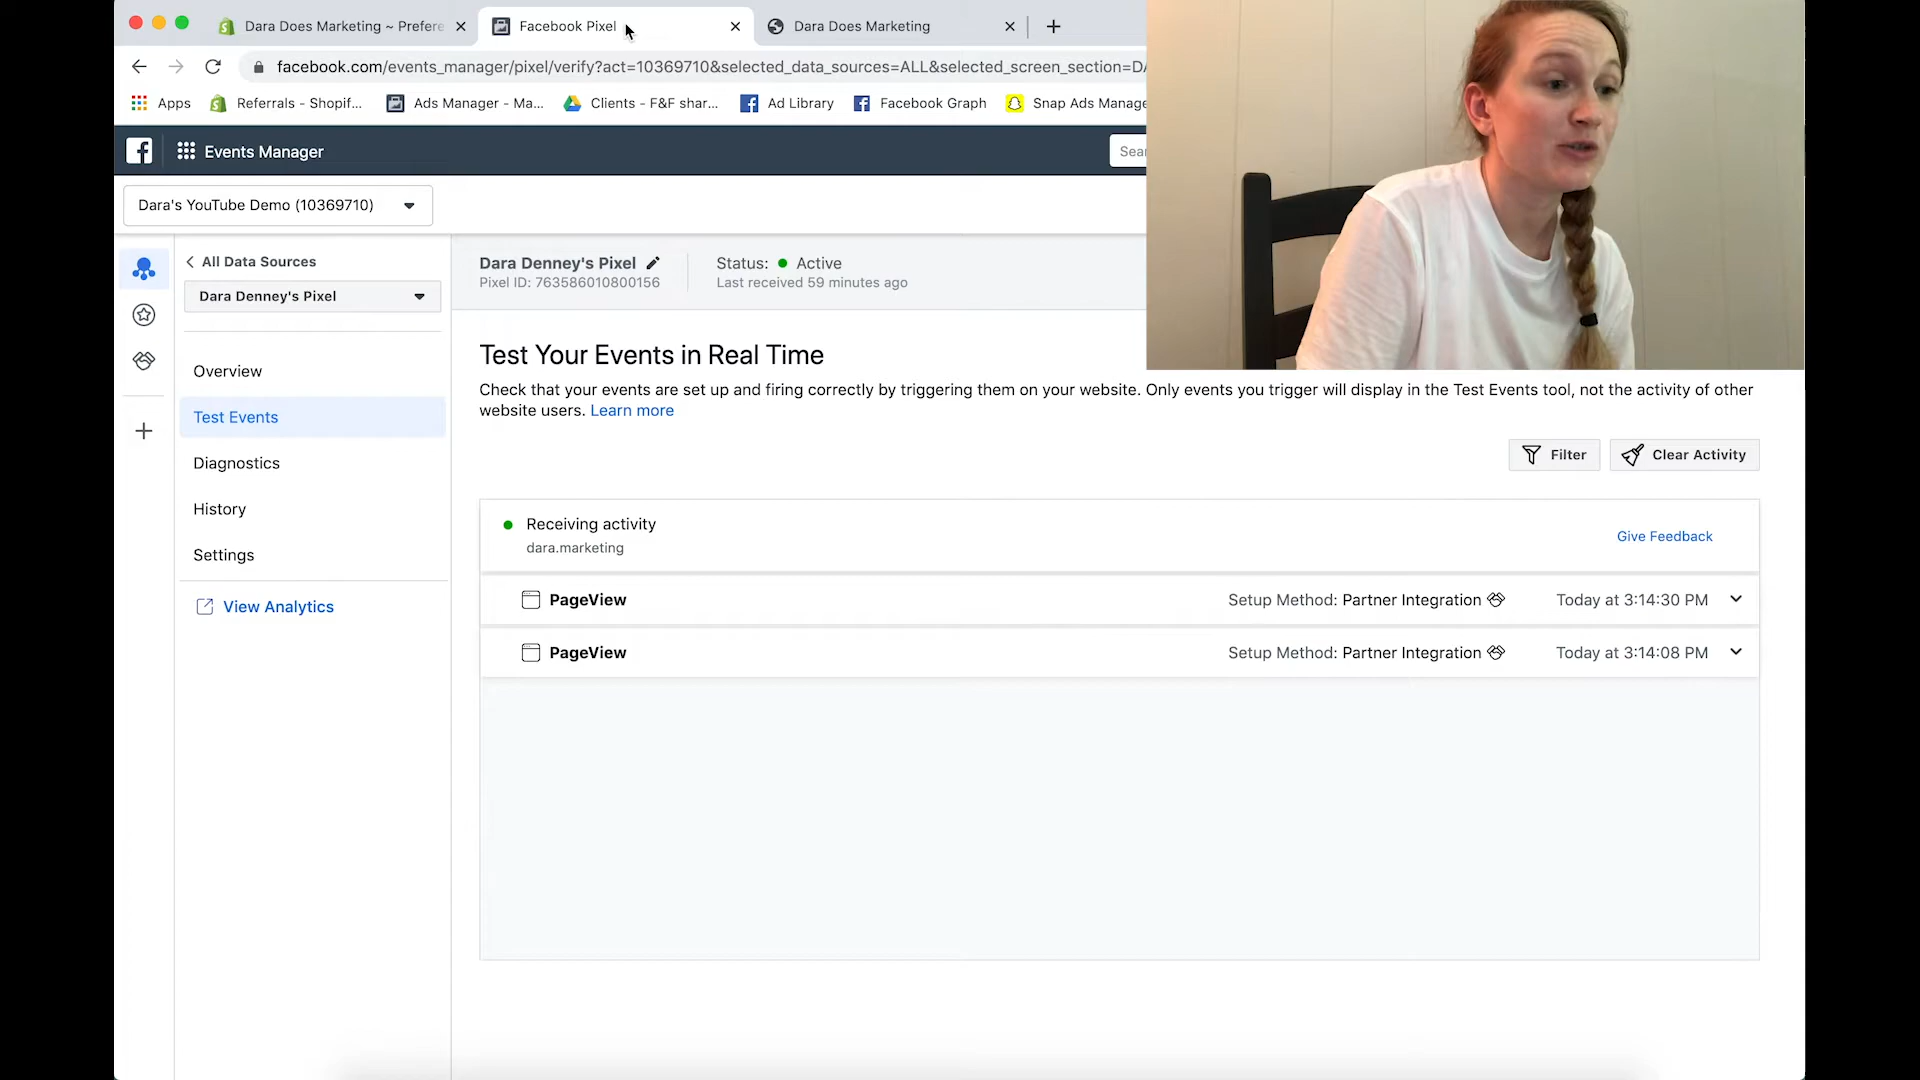 Dara Does Marketing ~ Prefere
Facebook Pixel
Dara Does Marketing
facebook.com/events_manager/pixel/verify?act=10369710&selected_data_sources=ALL&selected_screen_section=D
Apps
Referrals - Shopif...
Ads Manager - Ma...
Clients - F&F shar...
Ad Library
Facebook Graph
Snap Ads Manage
Events Manager
Sear
Dara's YouTube Demo (10369710)
All Data Sources
Dara Denney's Pixel
Overview
Test Events
Diagnostics
History
Settings
View Analytics
Dara Denney's Pixel
Pixel ID: 763586010800156
Status: Active
Last received 59 minutes ago
Test Your Events in Real Time
Check that your events are set up and firing correctly by triggering them on your website. Only events you trigger will display in the Test Events tool, not the activity of other
website users. Learn more
Filter
Clear Activity
Receiving activity
dara.marketing
Give Feedback
PageView Setup Method: Partner Integration Today at 3:14:30 PM
PageView Setup Method: Partner Integration Today at 3:14:08 PM